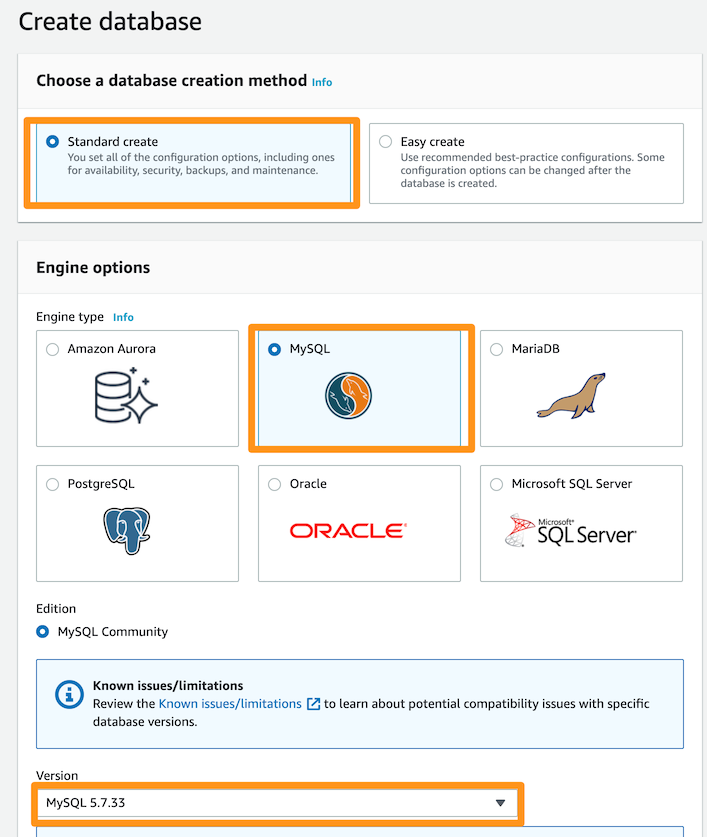 Create database
Choose a database creation method Info
Standard create
You set all of the configuration options, including ones
for availability, security, backups, and maintenance.
Easy create
Use recommended best-practice configurations. Some
configuration options can be changed after the
database is created.
Engine options
Engine type Info
Amazon Aurora
MySQL
MariaDB
PostgreSQL
Oracle
ORACLE®
Microsoft SQL Server
Microsoft®
SQL Server®
Edition
MySQL Community
Known issues/limitations
Review the Known issues/limitations to learn about potential compatibility issues with specific
database versions.
Version
MySQL 5.7.33